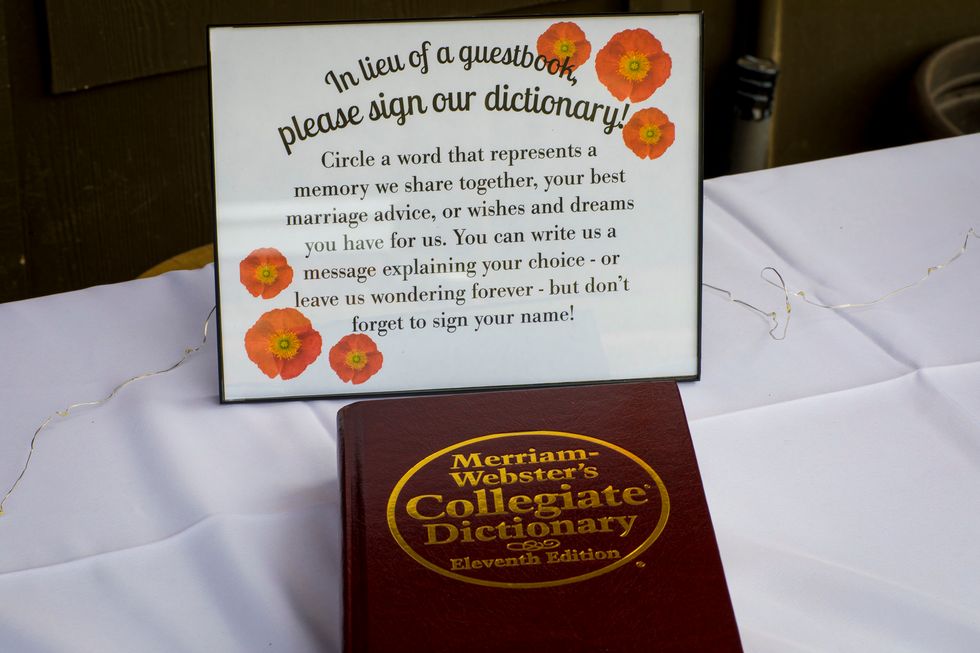 In lieu of a guestbook,
please sign our dictionary!
Circle a word that represents a
memory we share together, your best
marriage advice, or wishes and dreams
you have for us. You can write us a
message explaining your choice - or
leave us wondering forever - but don't
forget to sign your name!
Merriam-
Webster's
Collegiate®
Dictionary
Eleventh Edition